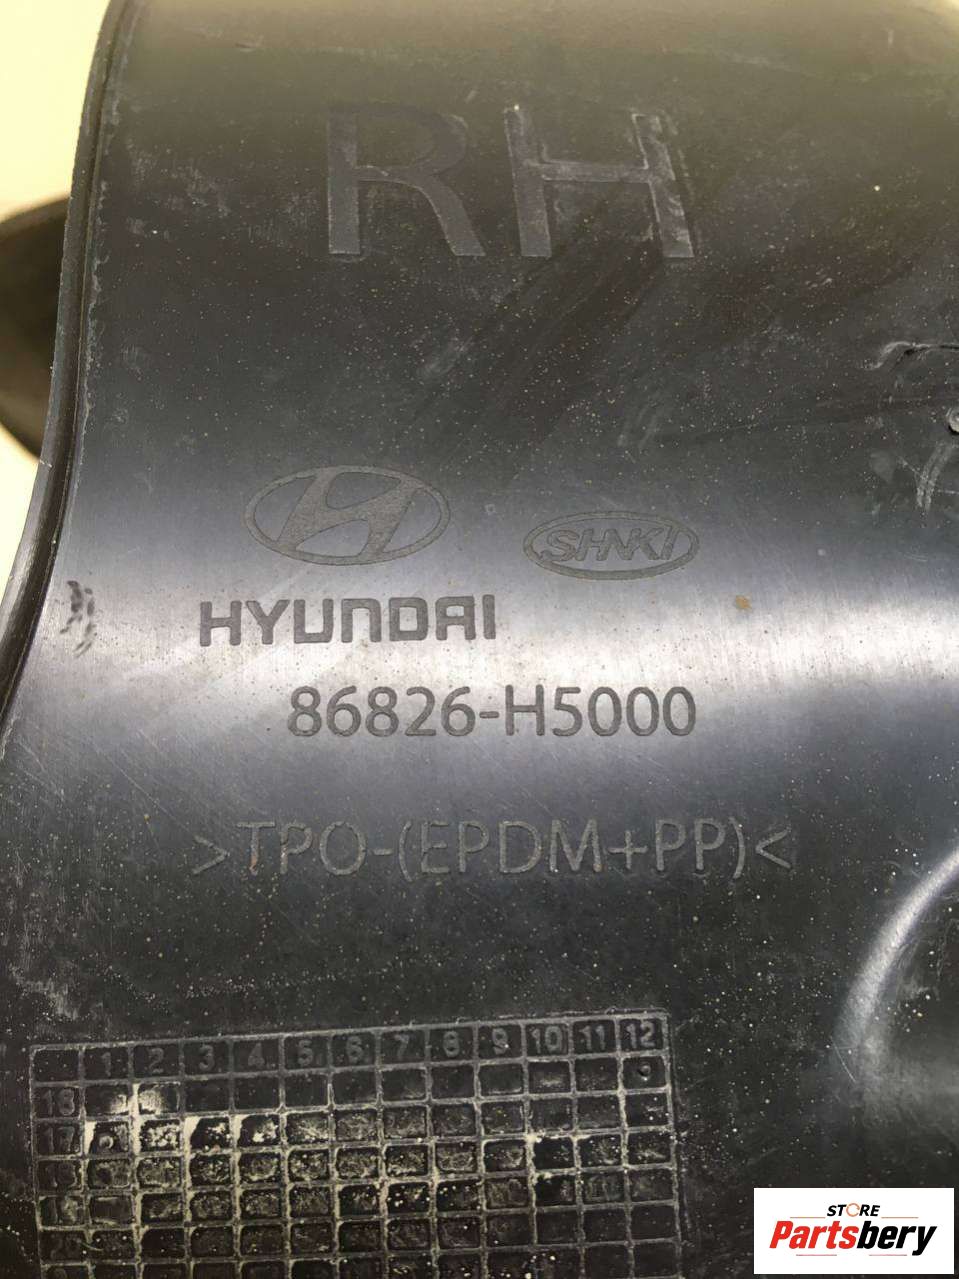 RH
SHNKI
HYUNDAI
86826-H5000
>TPO-(EPDM+PP)<
1 2 3 4 5 6 7 8 9 10 11 12
18
STORE
Partsbery